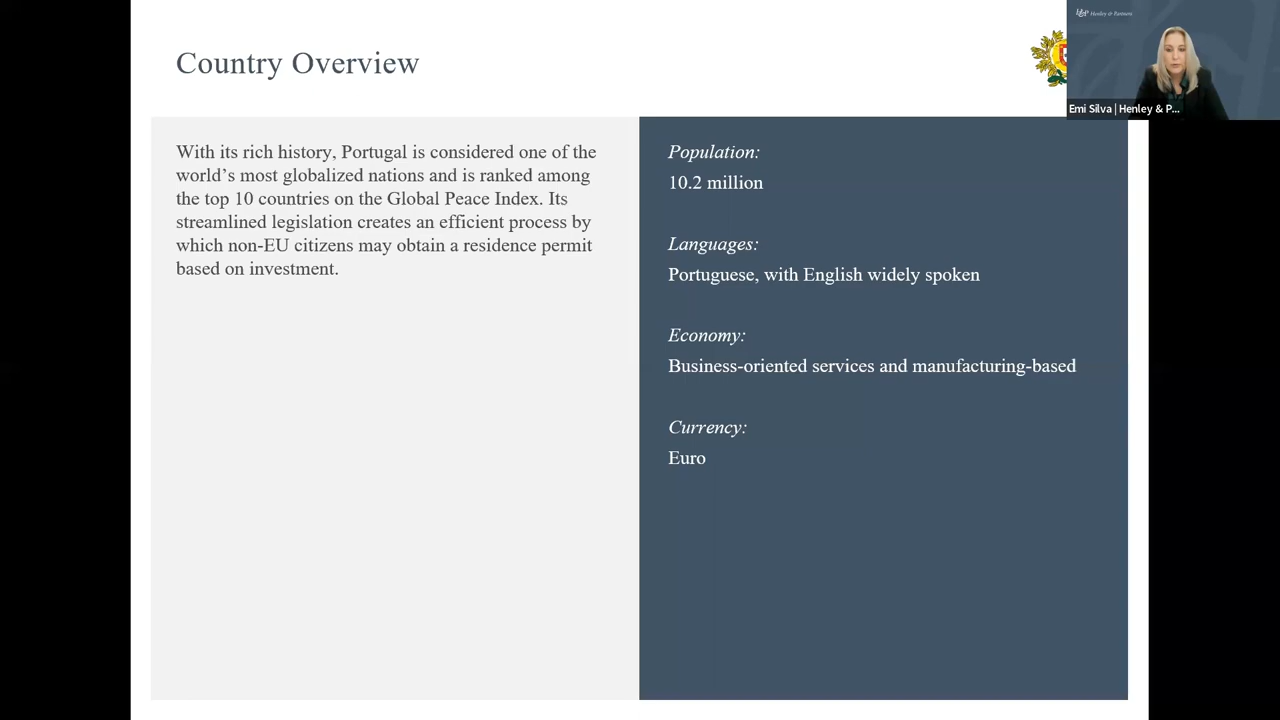 Country Overview
Henley & Partners
Emi Silva | Henley & P...
With its rich history, Portugal is considered one of the
world’s most globalized nations and is ranked among
the top 10 countries on the Global Peace Index. Its
streamlined legislation creates an efficient process by
which non-EU citizens may obtain a residence permit
based on investment.
Population:
10.2 million
Languages:
Portuguese, with English widely spoken
Economy:
Business-oriented services and manufacturing-based
Currency:
Euro